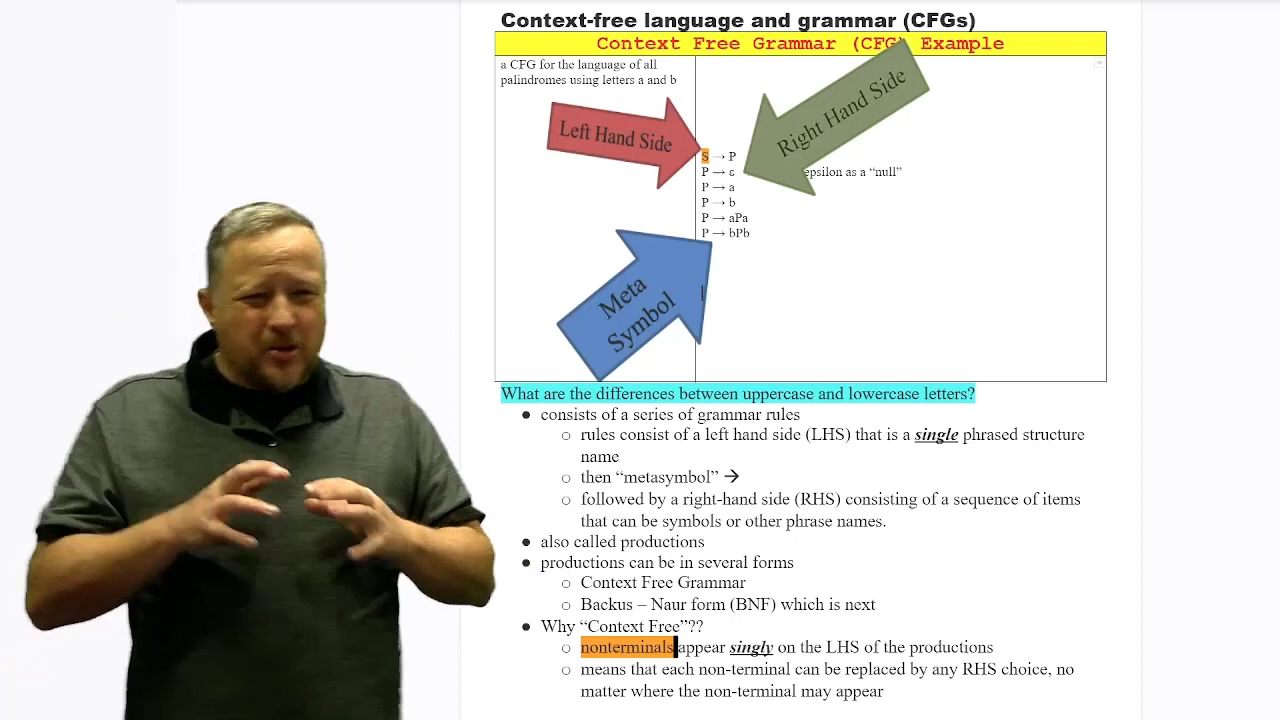 Context-free language and grammar (CFGs)
Context Free Grammar (CFG) Example
a CFG for the language of all
palindromes using letters a and b
Left Hand Side
Right Hand Side
S → P
P → ε epsilon as a “null”
P → a
P → b
P → aPa
P → bPb
Meta
Symbol
What are the differences between uppercase and lowercase letters?
● consists of a series of grammar rules
○ rules consist of a left hand side (LHS) that is a single phrased structure
name
○ then “metasymbol” →
○ followed by a right-hand side (RHS) consisting of a sequence of items
that can be symbols or other phrase names.
● also called productions
● productions can be in several forms
○ Context Free Grammar
○ Backus – Naur form (BNF) which is next
● Why “Context Free”??
○ nonterminals appear singly on the LHS of the productions
○ means that each non-terminal can be replaced by any RHS choice, no
matter where the non-terminal may appear